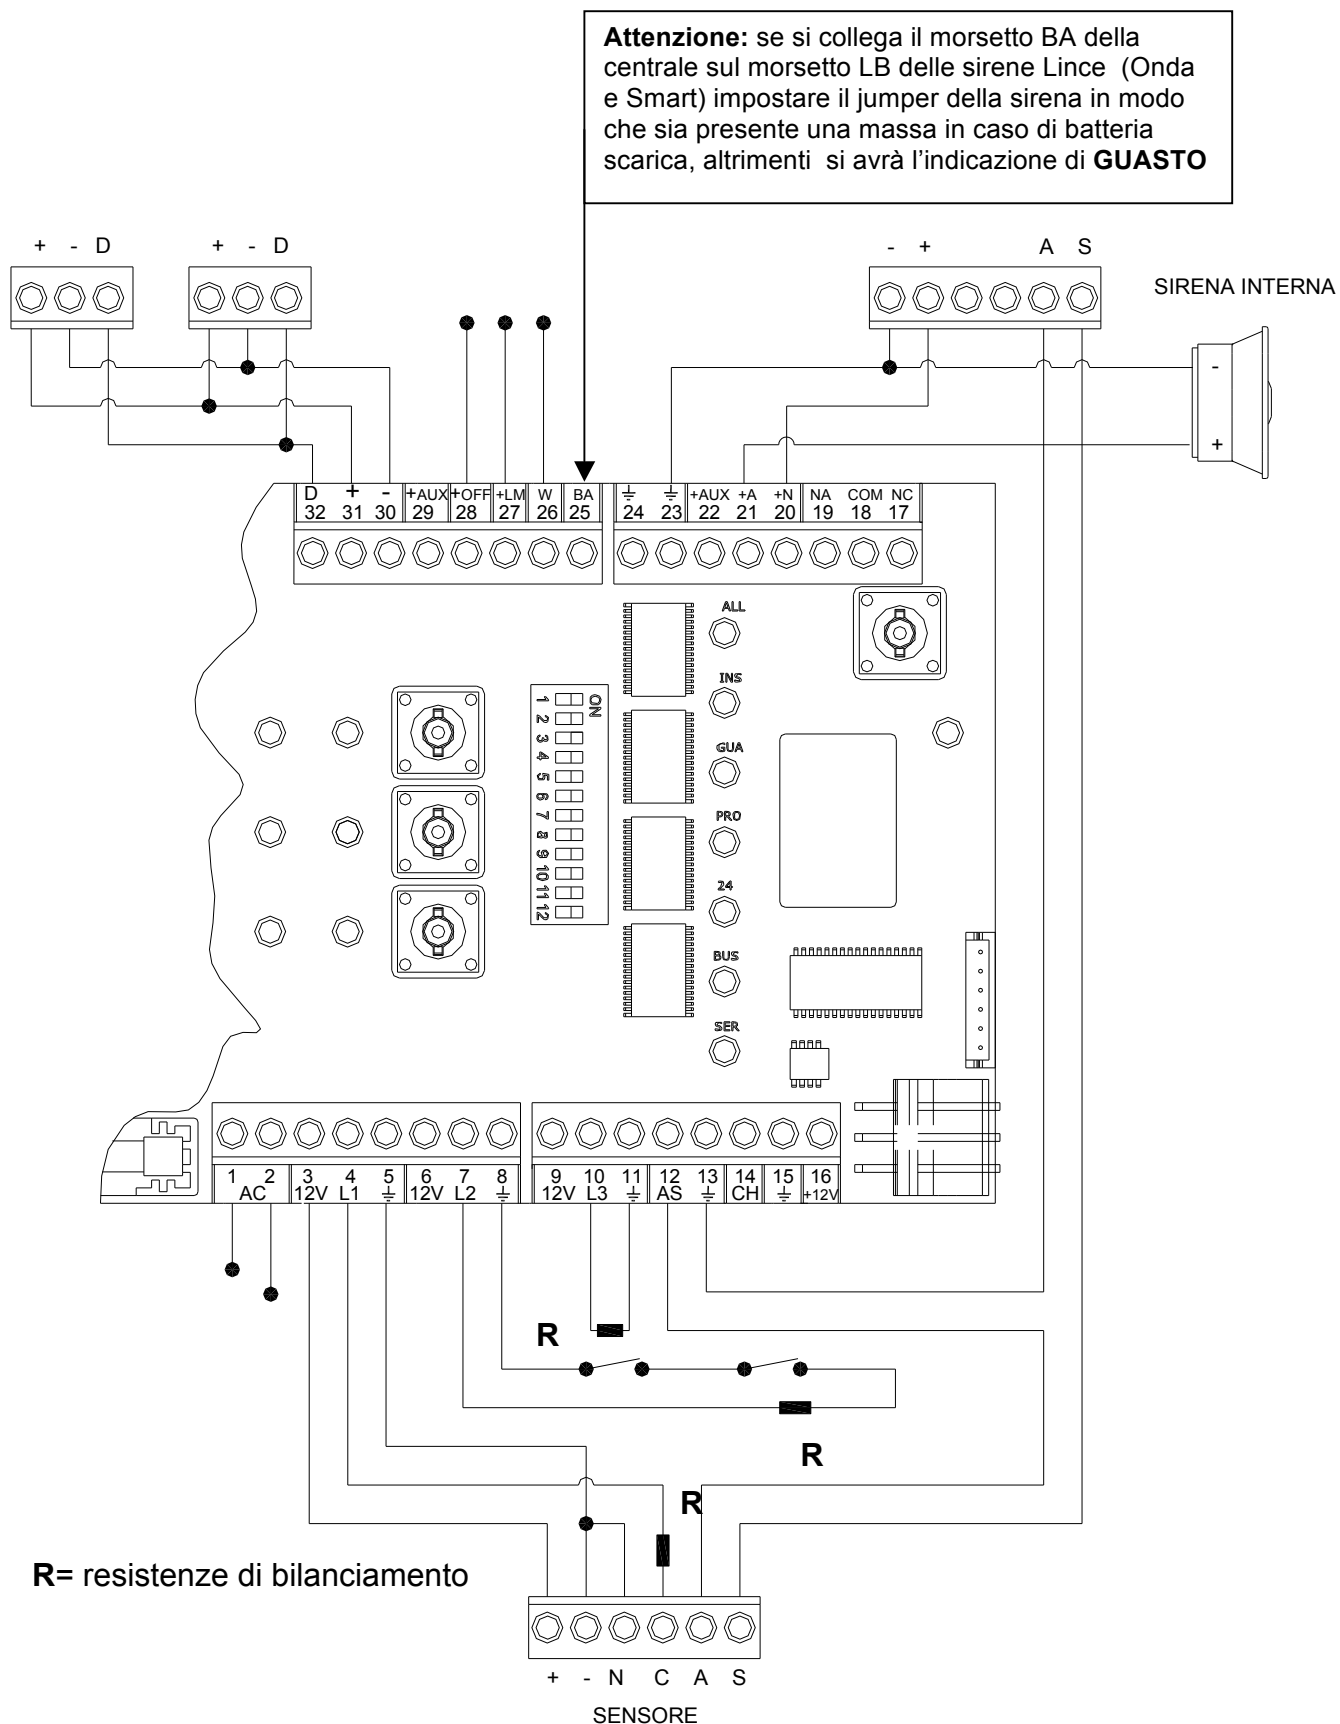 Attenzione: se si collega il morsetto BA della
centrale sul morsetto LB delle sirene Lince (Onda
e Smart) impostare il jumper della sirena in modo
che sia presente una massa in caso di batteria
scarica, altrimenti si avrà l'indicazione di GUASTO
+ - D + - D - + A S
SIRENA INTERNA
-
+
D + - +AUX +OFF +LM W BA +AUX +A +N NA COM NC
32 31 30 29 28 27 26 25 24 23 22 21 20 19 18 17
ALL
INS
GUA
PRO
24
BUS
SER
ON
1
2
3
4
5
6
7
8
9
10
11
12
1 2 3 4 5 6 7 8 9 10 11 12 13 14 15 16
AC 12V L1 12V L2 12V L3 AS CH +12V
R
R
R
R= resistenze di bilanciamento
+ - N C A S
SENSORE